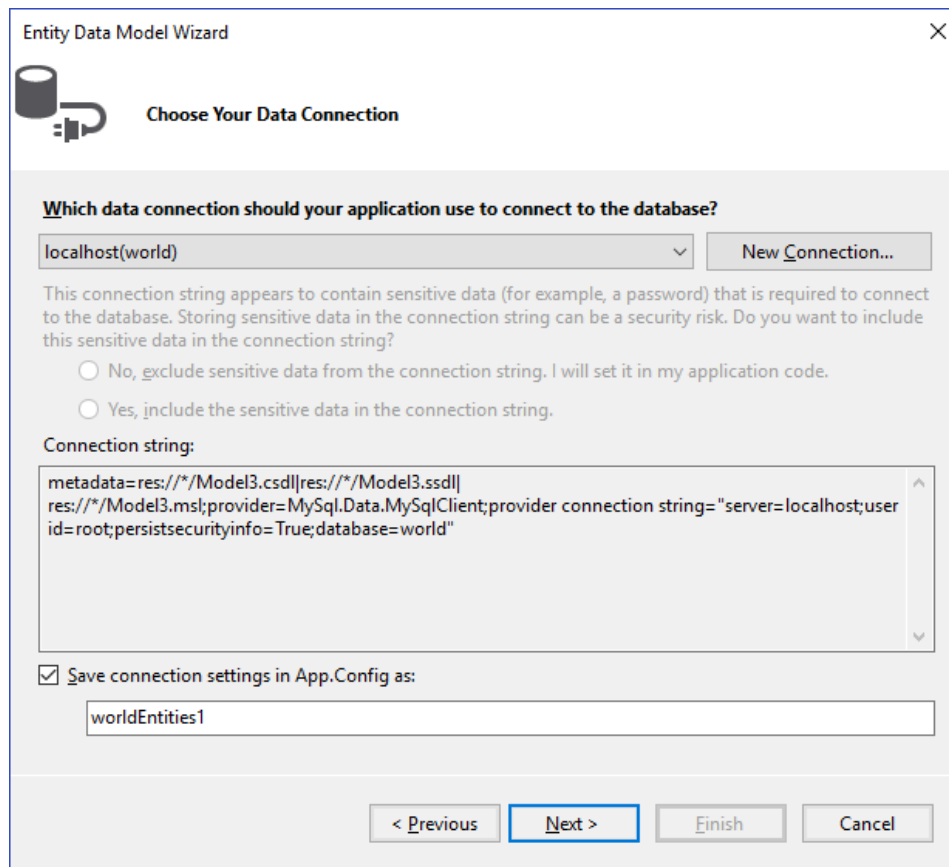 Entity Data Model Wizard
Choose Your Data Connection
Which data connection should your application use to connect to the database?
localhost(world)
New Connection...
This connection string appears to contain sensitive data (for example, a password) that is required to connect
to the database. Storing sensitive data in the connection string can be a security risk. Do you want to include
this sensitive data in the connection string?
No, exclude sensitive data from the connection string. I will set it in my application code.
Yes, include the sensitive data in the connection string.
Connection string:
metadata=res://*/Model3.csdl|res://*/Model3.ssdl|
res://*/Model3.msl;provider=MySql.Data.MySqlClient;provider connection string="server=localhost;user
id=root;persistsecurityinfo=True;database=world"
Save connection settings in App.Config as:
worldEntities1
< Previous
Next >
Finish
Cancel